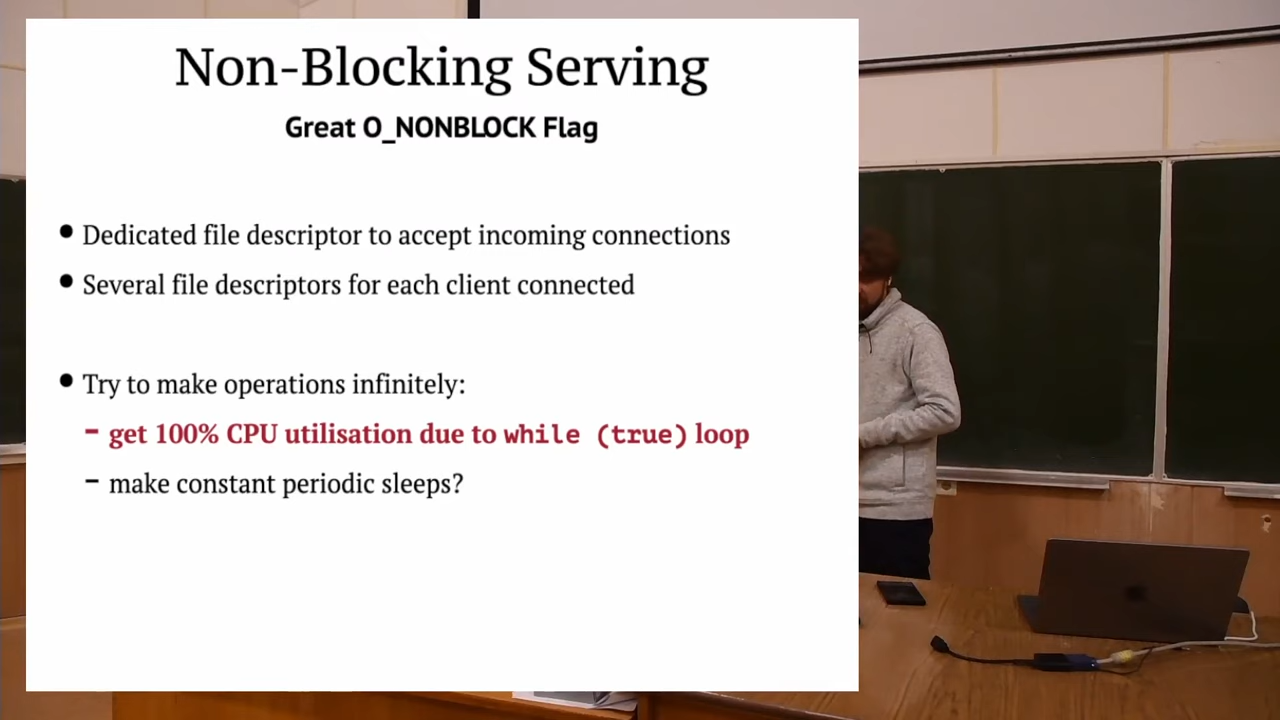 Non-Blocking Serving
Great O_NONBLOCK Flag
• Dedicated file descriptor to accept incoming connections
• Several file descriptors for each client connected
• Try to make operations infinitely:
– get 100% CPU utilisation due to while (true) loop
– make constant periodic sleeps?